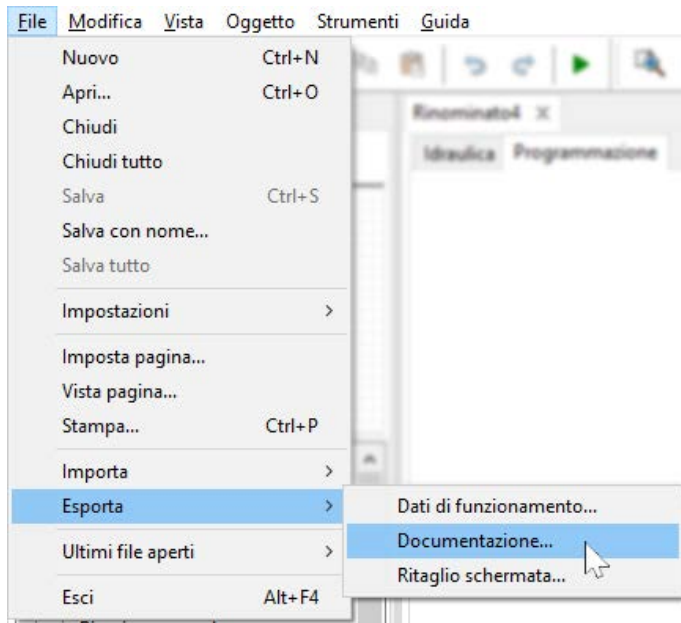 File Modifica Vista Oggetto Strumenti Guida
Nuovo Ctrl+N
Apri... Ctrl+O
Chiudi
Chiudi tutto
Salva Ctrl+S
Salva con nome...
Salva tutto
Impostazioni >
Imposta pagina...
Vista pagina...
Stampa... Ctrl+P
Importa >
Esporta >
Ultimi file aperti >
Esci Alt+F4
Rinominato4 X
Idraulica Programmazione
Dati di funzionamento...
Documentazione...
Ritaglio schermata...